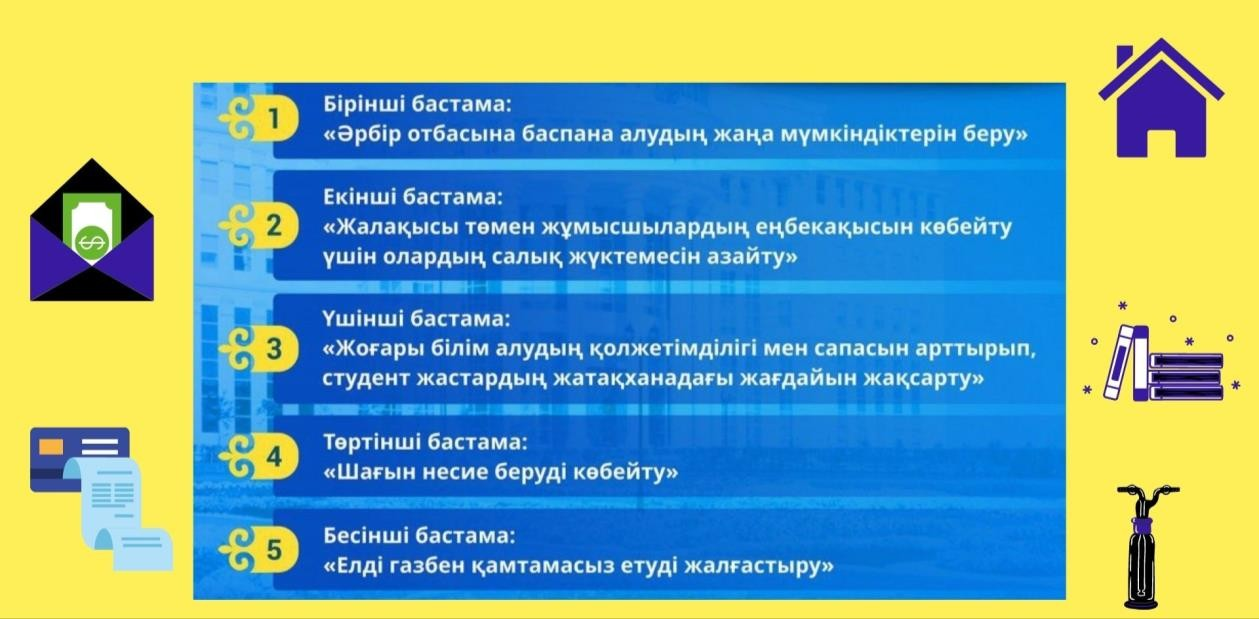 1
Бірінші бастама:
«Әрбір отбасына баспана алудың жаңа мүмкіндіктерін беру»
2
Екінші бастама:
«Жалақысы төмен жұмысшылардың еңбекақысын көбейту
үшін олардың салық жүктемесін азайту»
3
Үшінші бастама:
«Жоғары білім алудың қолжетімділігі мен сапасын арттырып,
студент жастардың жатақханадағы жағдайын жақсарту»
4
Төртінші бастама:
«Шағын несие беруді көбейту»
5
Бесінші бастама:
«Елді газбен қамтамасыз етуді жалғастыру»